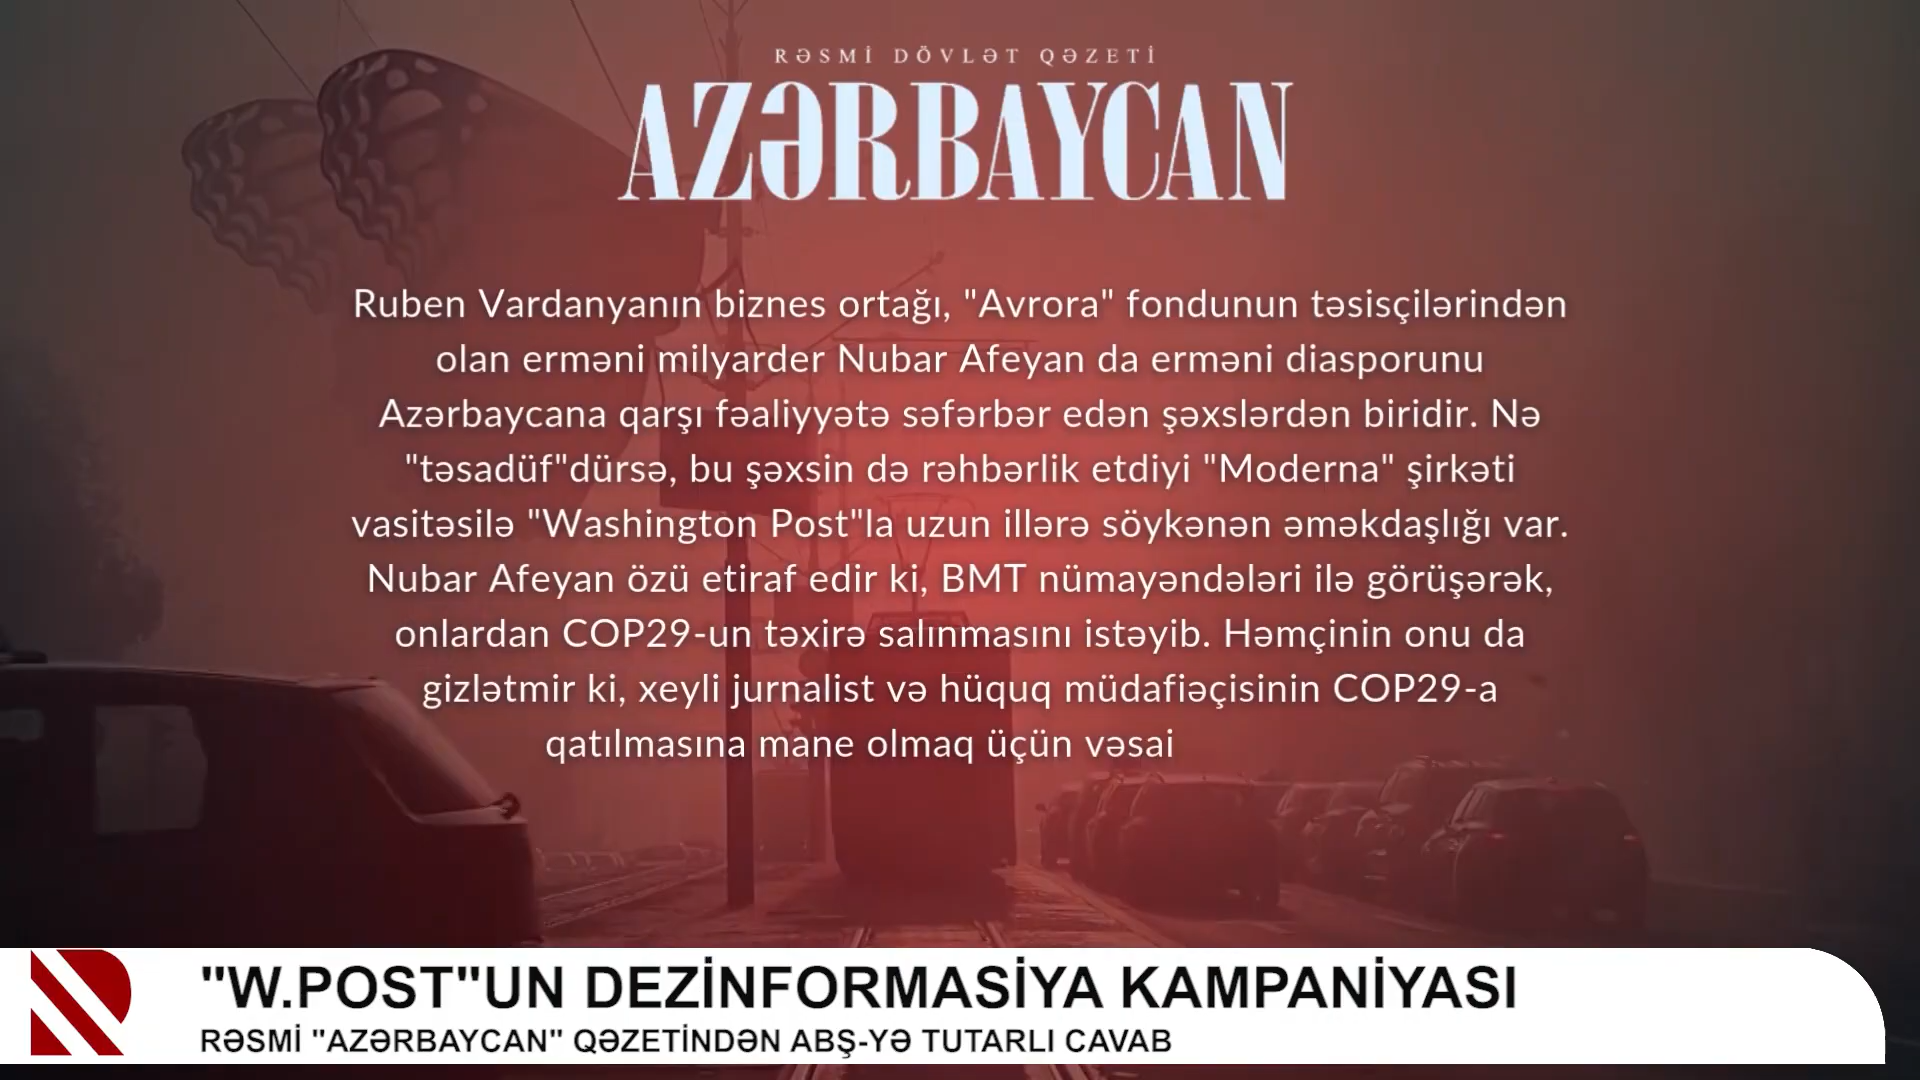 RƏSMİ DÖVLƏT QƏZETİ
AZƏRBAYCAN
Ruben Vardanyanın biznes ortağı, "Avrora" fondunun təsisçilərindən
olan erməni milyarder Nubar Afeyan da erməni diasporunu
Azərbaycana qarşı fəaliyyətə səfərbər edən şəxslərdən biridir. Nə
"təsadüf"dürsə, bu şəxsin də rəhbərlik etdiyi "Moderna" şirkəti
vasitəsilə "Washington Post"la uzun illərə söykənən əməkdaşlığı var.
Nubar Afeyan özü etiraf edir ki, BMT nümayəndələri ilə görüşərək,
onlardan COP29-un təxirə salınmasını istəyib. Həmçinin onu da
gizlətmir ki, xeyli jurnalist və hüquq müdafiəçisinin COP29-a
qatılmasına mane olmaq üçün vəsai
"W.POST"UN DEZİNFORMASİYA KAMPANİYASI
RƏSMİ "AZƏRBAYCAN" QƏZETİNDƏN ABŞ-YƏ TUTARLI CAVAB